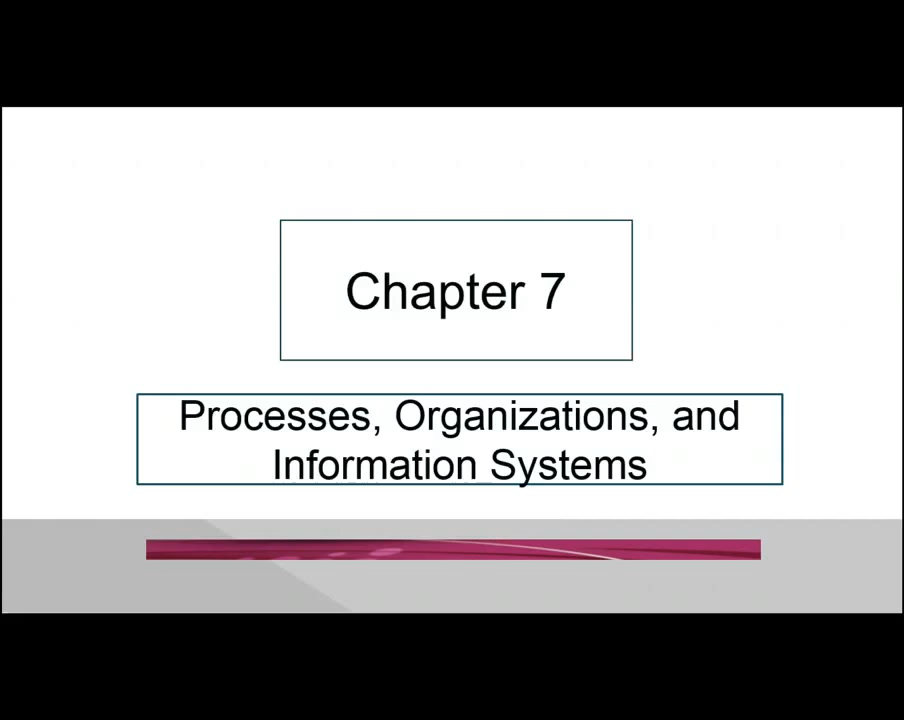 Chapter 7
Processes, Organizations, and
Information Systems